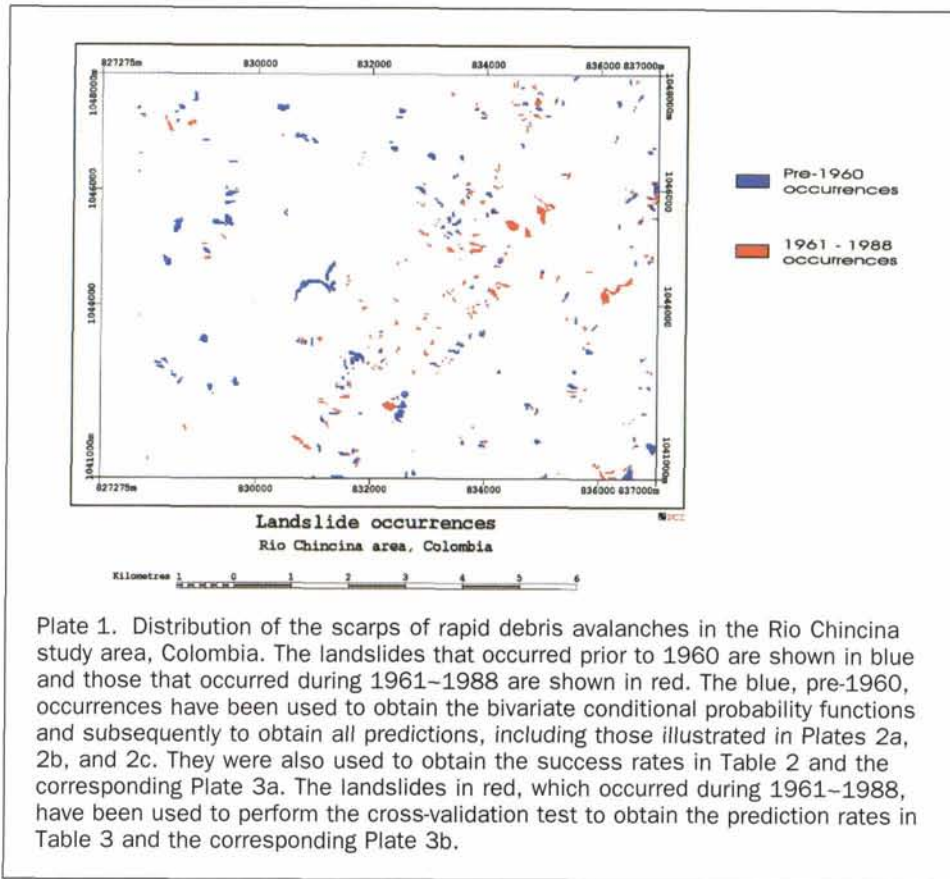 827275m 830000 832000 834000 836000 837000m
1048000m
1046000
1044000
1041000m
1048000m
1046000
1044000
1041000m
827275m 830000 832000 834000 836000 837000m
Pre-1960
occurrences
1961 - 1988
occurrences
Landslide occurrences
PCI
Rio Chincina area, Colombia
Kilometres 1 0 1 2 3 4 5 6
Plate 1. Distribution of the scarps of rapid debris avalanches in the Rio Chincina
study area, Colombia. The landslides that occurred prior to 1960 are shown in blue
and those that occurred during 1961–1988 are shown in red. The blue, pre-1960,
occurrences have been used to obtain the bivariate conditional probability functions
and subsequently to obtain all predictions, including those illustrated in Plates 2a,
2b, and 2c. They were also used to obtain the success rates in Table 2 and the
corresponding Plate 3a. The landslides in red, which occurred during 1961–1988,
have been used to perform the cross-validation test to obtain the prediction rates in
Table 3 and the corresponding Plate 3b.